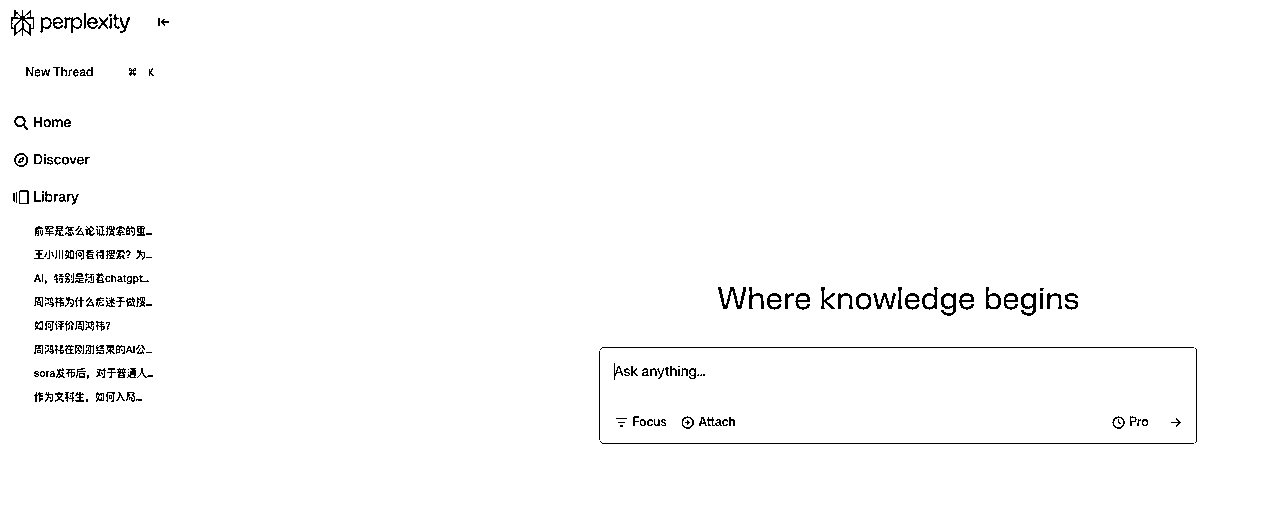 perplexity
New Thread ⌘ K
Home
Discover
Library
俞军是怎么论证搜索的重...
王小川如何看待搜索？为...
AI，特别是随着chatgpt...
周鸿祎为什么痴迷于做搜...
如何评价周鸿祎？
周鸿祎在刚刚结束的AI公...
sora发布后，对于普通人...
作为文科生，如何入局...
Where knowledge begins
Ask anything...
Focus Attach Pro